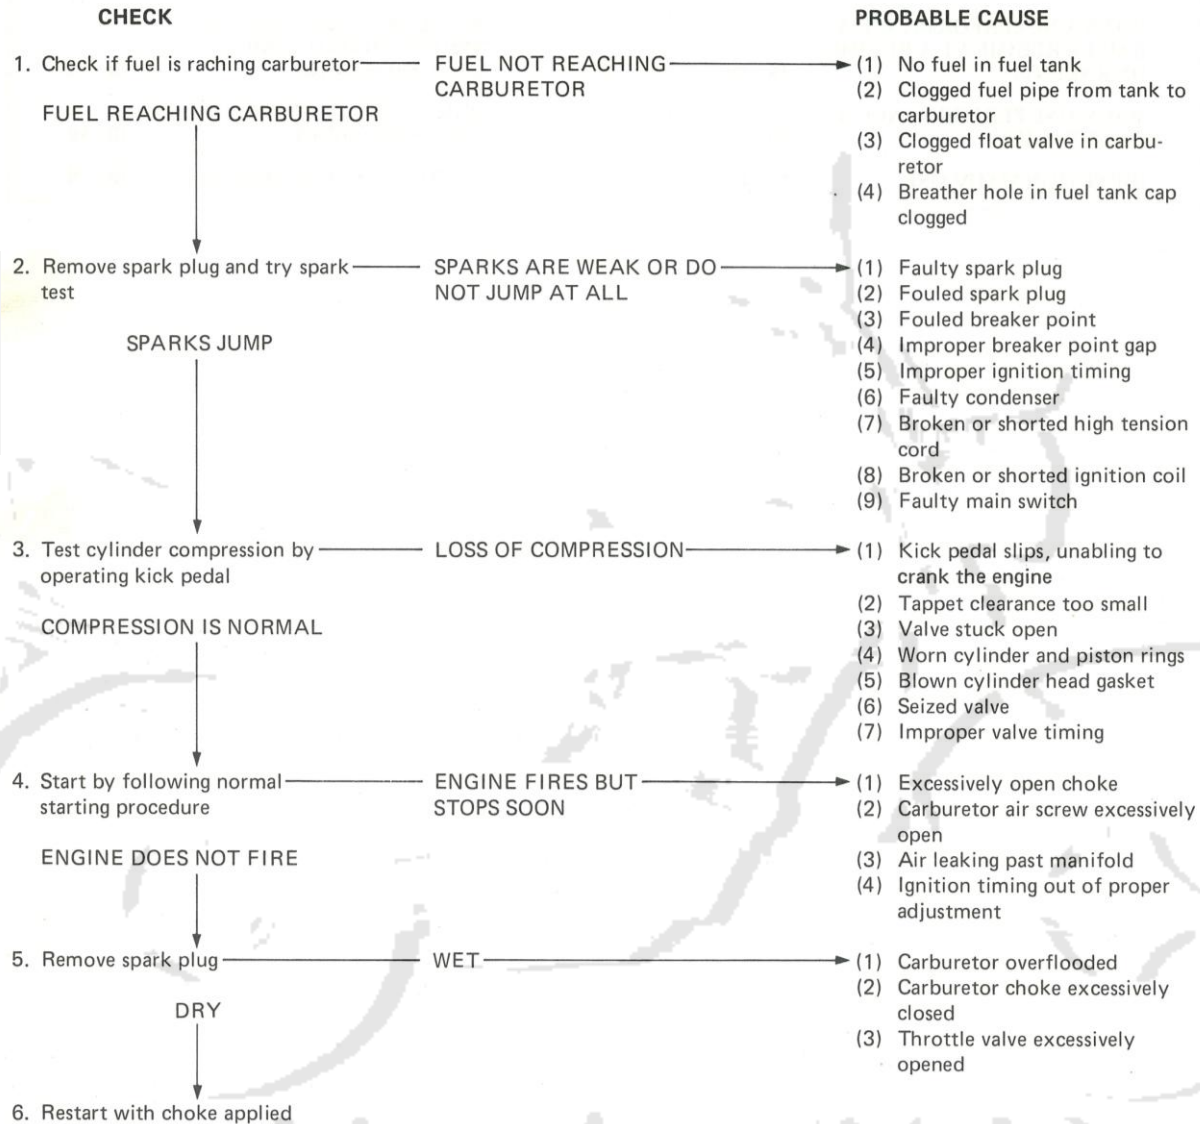 CHECK
PROBABLE CAUSE
1. Check if fuel is raching carburetor
FUEL NOT REACHING
CARBURETOR
(1) No fuel in fuel tank
(2) Clogged fuel pipe from tank to
carburetor
(3) Clogged float valve in carbu-
retor
(4) Breather hole in fuel tank cap
clogged
FUEL REACHING CARBURETOR
2. Remove spark plug and try spark
test
SPARKS ARE WEAK OR DO
NOT JUMP AT ALL
(1) Faulty spark plug
(2) Fouled spark plug
(3) Fouled breaker point
(4) Improper breaker point gap
(5) Improper ignition timing
(6) Faulty condenser
(7) Broken or shorted high tension
cord
(8) Broken or shorted ignition coil
(9) Faulty main switch
SPARKS JUMP
3. Test cylinder compression by
operating kick pedal
LOSS OF COMPRESSION
(1) Kick pedal slips, unabling to
crank the engine
(2) Tappet clearance too small
(3) Valve stuck open
(4) Worn cylinder and piston rings
(5) Blown cylinder head gasket
(6) Seized valve
(7) Improper valve timing
COMPRESSION IS NORMAL
4. Start by following normal
starting procedure
ENGINE FIRES BUT
STOPS SOON
(1) Excessively open choke
(2) Carburetor air screw excessively
open
(3) Air leaking past manifold
(4) Ignition timing out of proper
adjustment
ENGINE DOES NOT FIRE
5. Remove spark plug
WET
(1) Carburetor overflooded
(2) Carburetor choke excessively
closed
(3) Throttle valve excessively
opened
DRY
6. Restart with choke applied